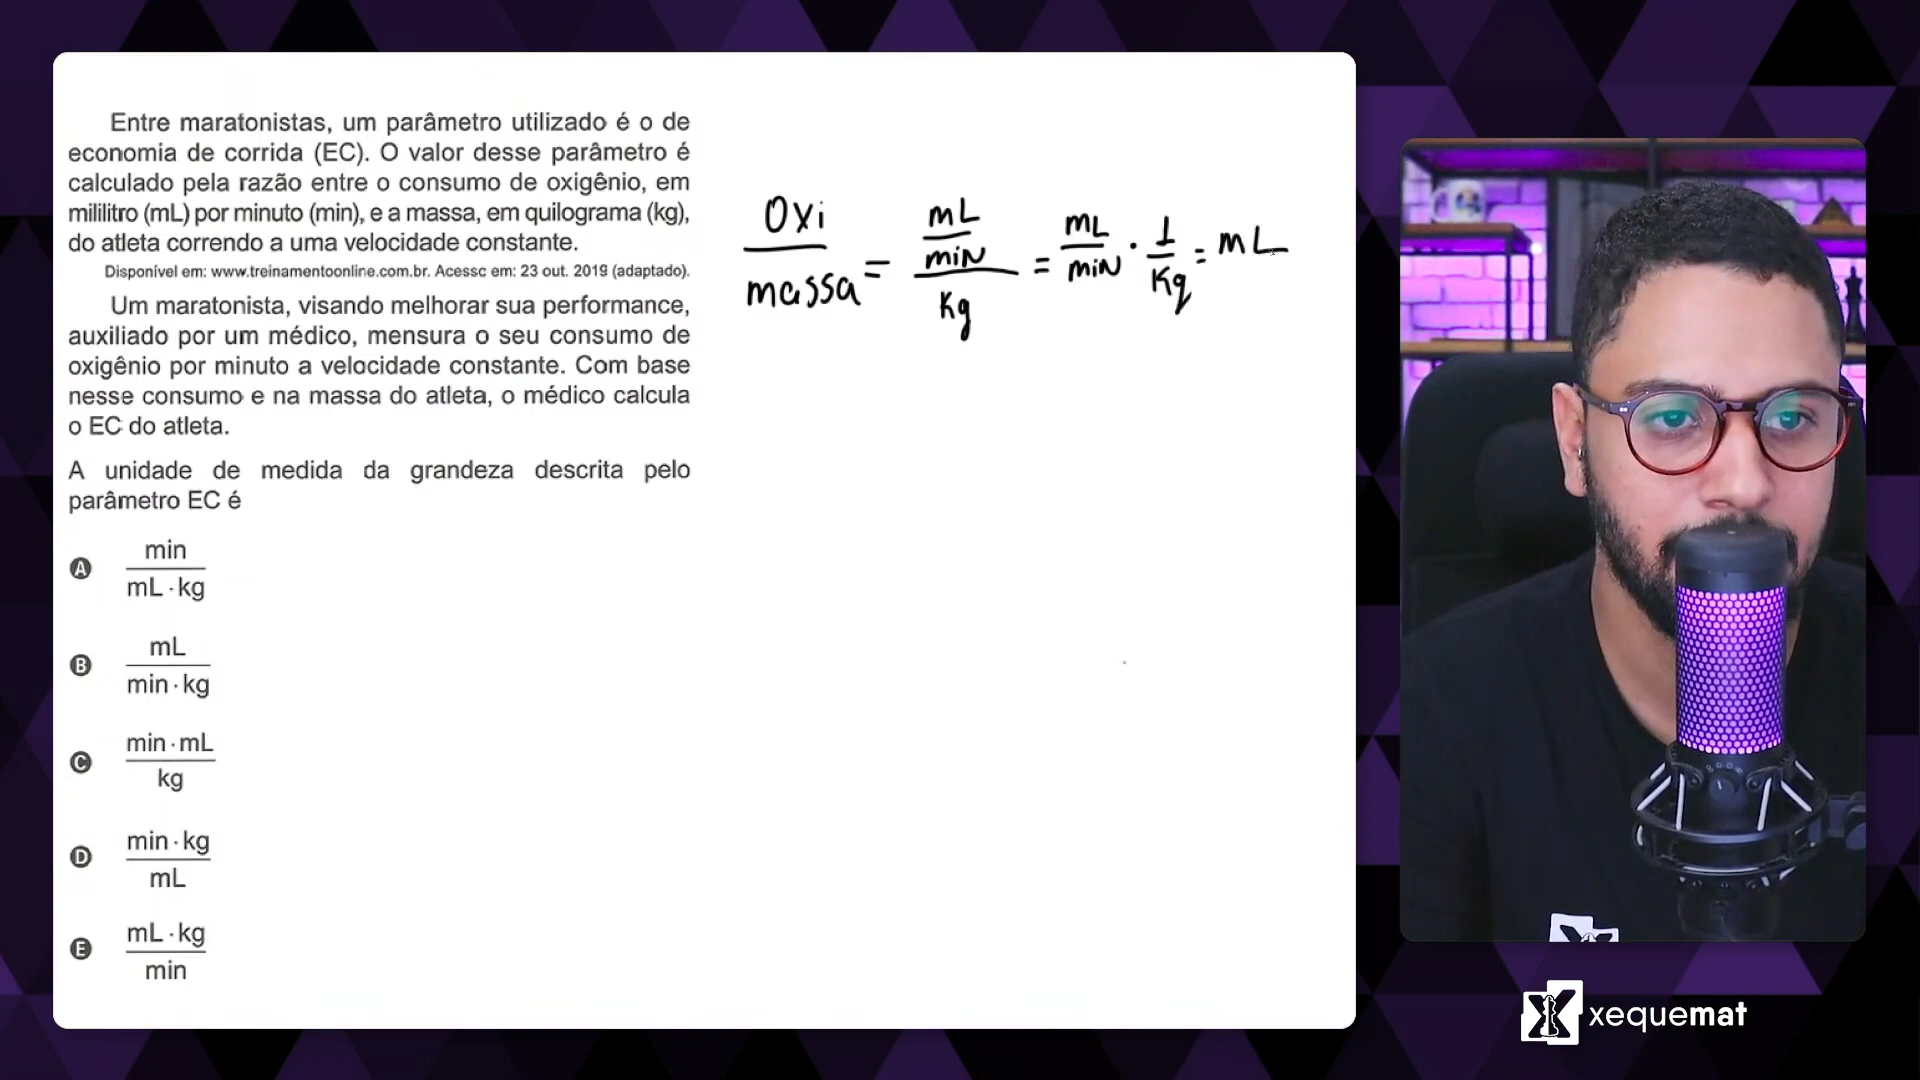 Entre maratonistas, um parâmetro utilizado é o de
economia de corrida (EC). O valor desse parâmetro é
calculado pela razão entre o consumo de oxigênio, em
mililitro (mL) por minuto (min), e a massa, em quilograma (kg),
do atleta correndo a uma velocidade constante.
Disponível em: www.treinamentoonline.com.br. Acesso em: 23 out. 2019 (adaptado).
Um maratonista, visando melhorar sua performance,
auxiliado por um médico, mensura o seu consumo de
oxigênio por minuto a velocidade constante. Com base
nesse consumo e na massa do atleta, o médico calcula
o EC do atleta.
A unidade de medida da grandeza descrita pelo
parâmetro EC é
A min
mL · kg
B mL
min · kg
C min · mL
kg
D min · kg
mL
E mL · kg
min
Oxi
massa
=
mL
min
kg
=
mL
min
·
1
Kg
= mL
xequemat